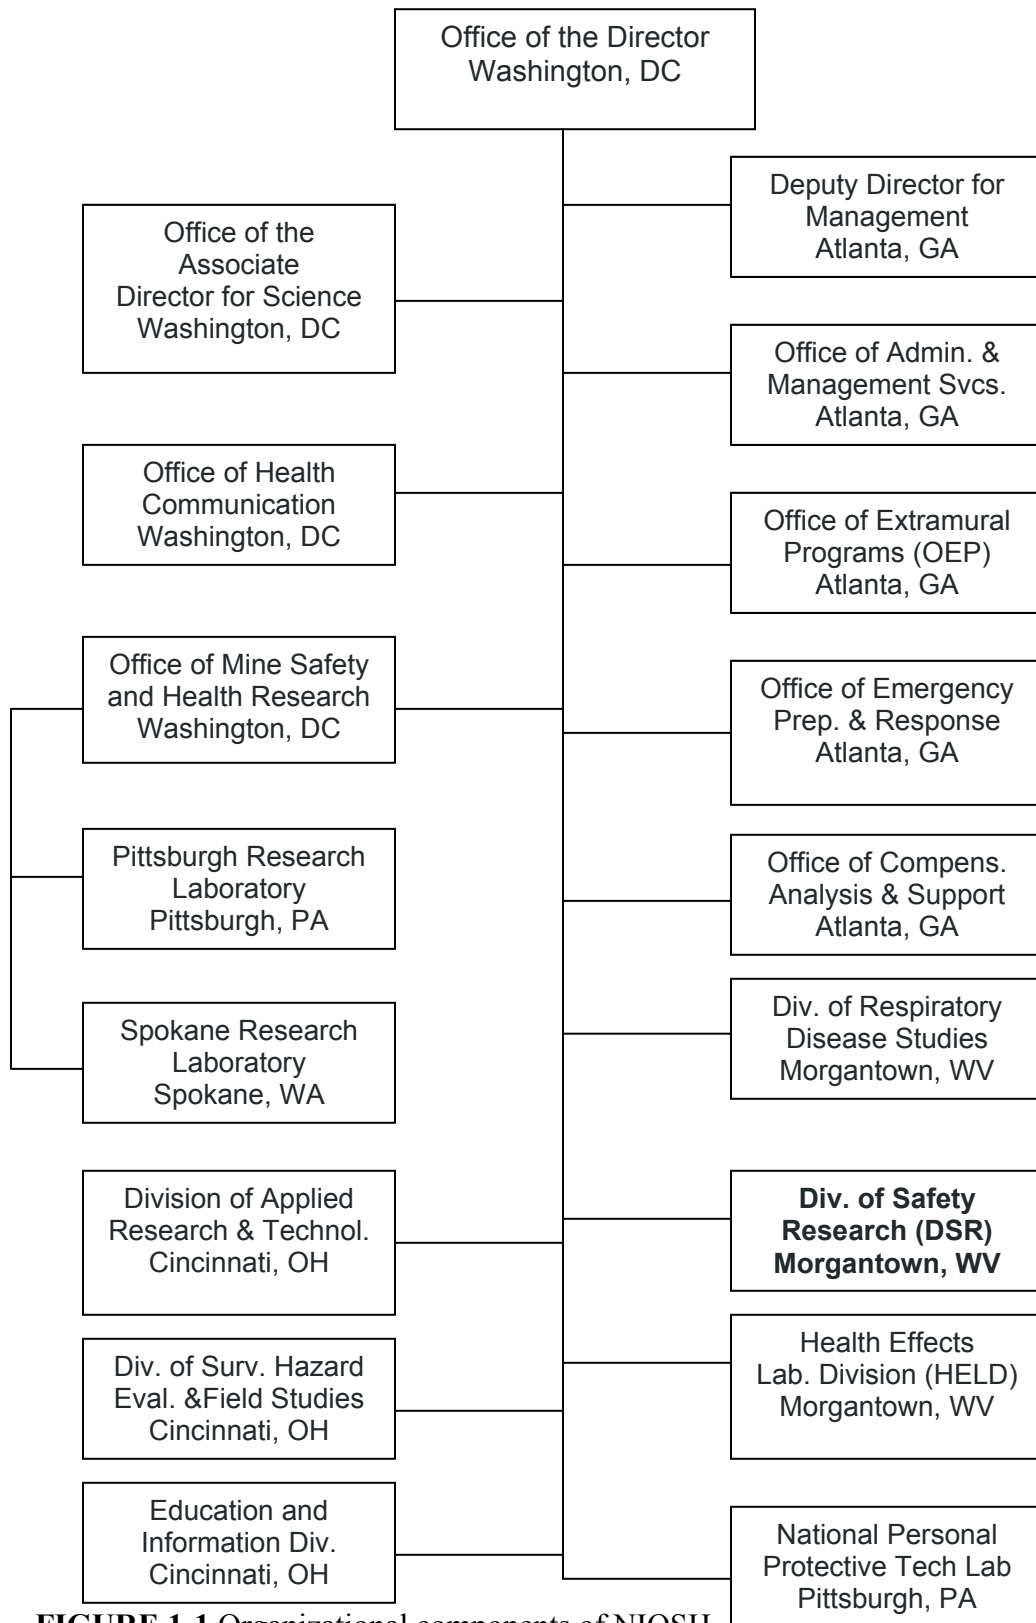 Office of the Director
Washington, DC
Office of the
Associate
Director for Science
Washington, DC
Office of Health
Communication
Washington, DC
Office of Mine Safety
and Health Research
Washington, DC
Pittsburgh Research
Laboratory
Pittsburgh, PA
Spokane Research
Laboratory
Spokane, WA
Division of Applied
Research & Technol.
Cincinnati, OH
Div. of Surv. Hazard
Eval. &Field Studies
Cincinnati, OH
Education and
Information Div.
Cincinnati, OH
Deputy Director for
Management
Atlanta, GA
Office of Admin. &
Management Svcs.
Atlanta, GA
Office of Extramural
Programs (OEP)
Atlanta, GA
Office of Emergency
Prep. & Response
Atlanta, GA
Office of Compens.
Analysis & Support
Atlanta, GA
Div. of Respiratory
Disease Studies
Morgantown, WV
Div. of Safety
Research (DSR)
Morgantown, WV
Health Effects
Lab. Division (HELD)
Morgantown, WV
National Personal
Protective Tech Lab
Pittsburgh, PA
FIGURE 1-1 Organizational components of NIOSH